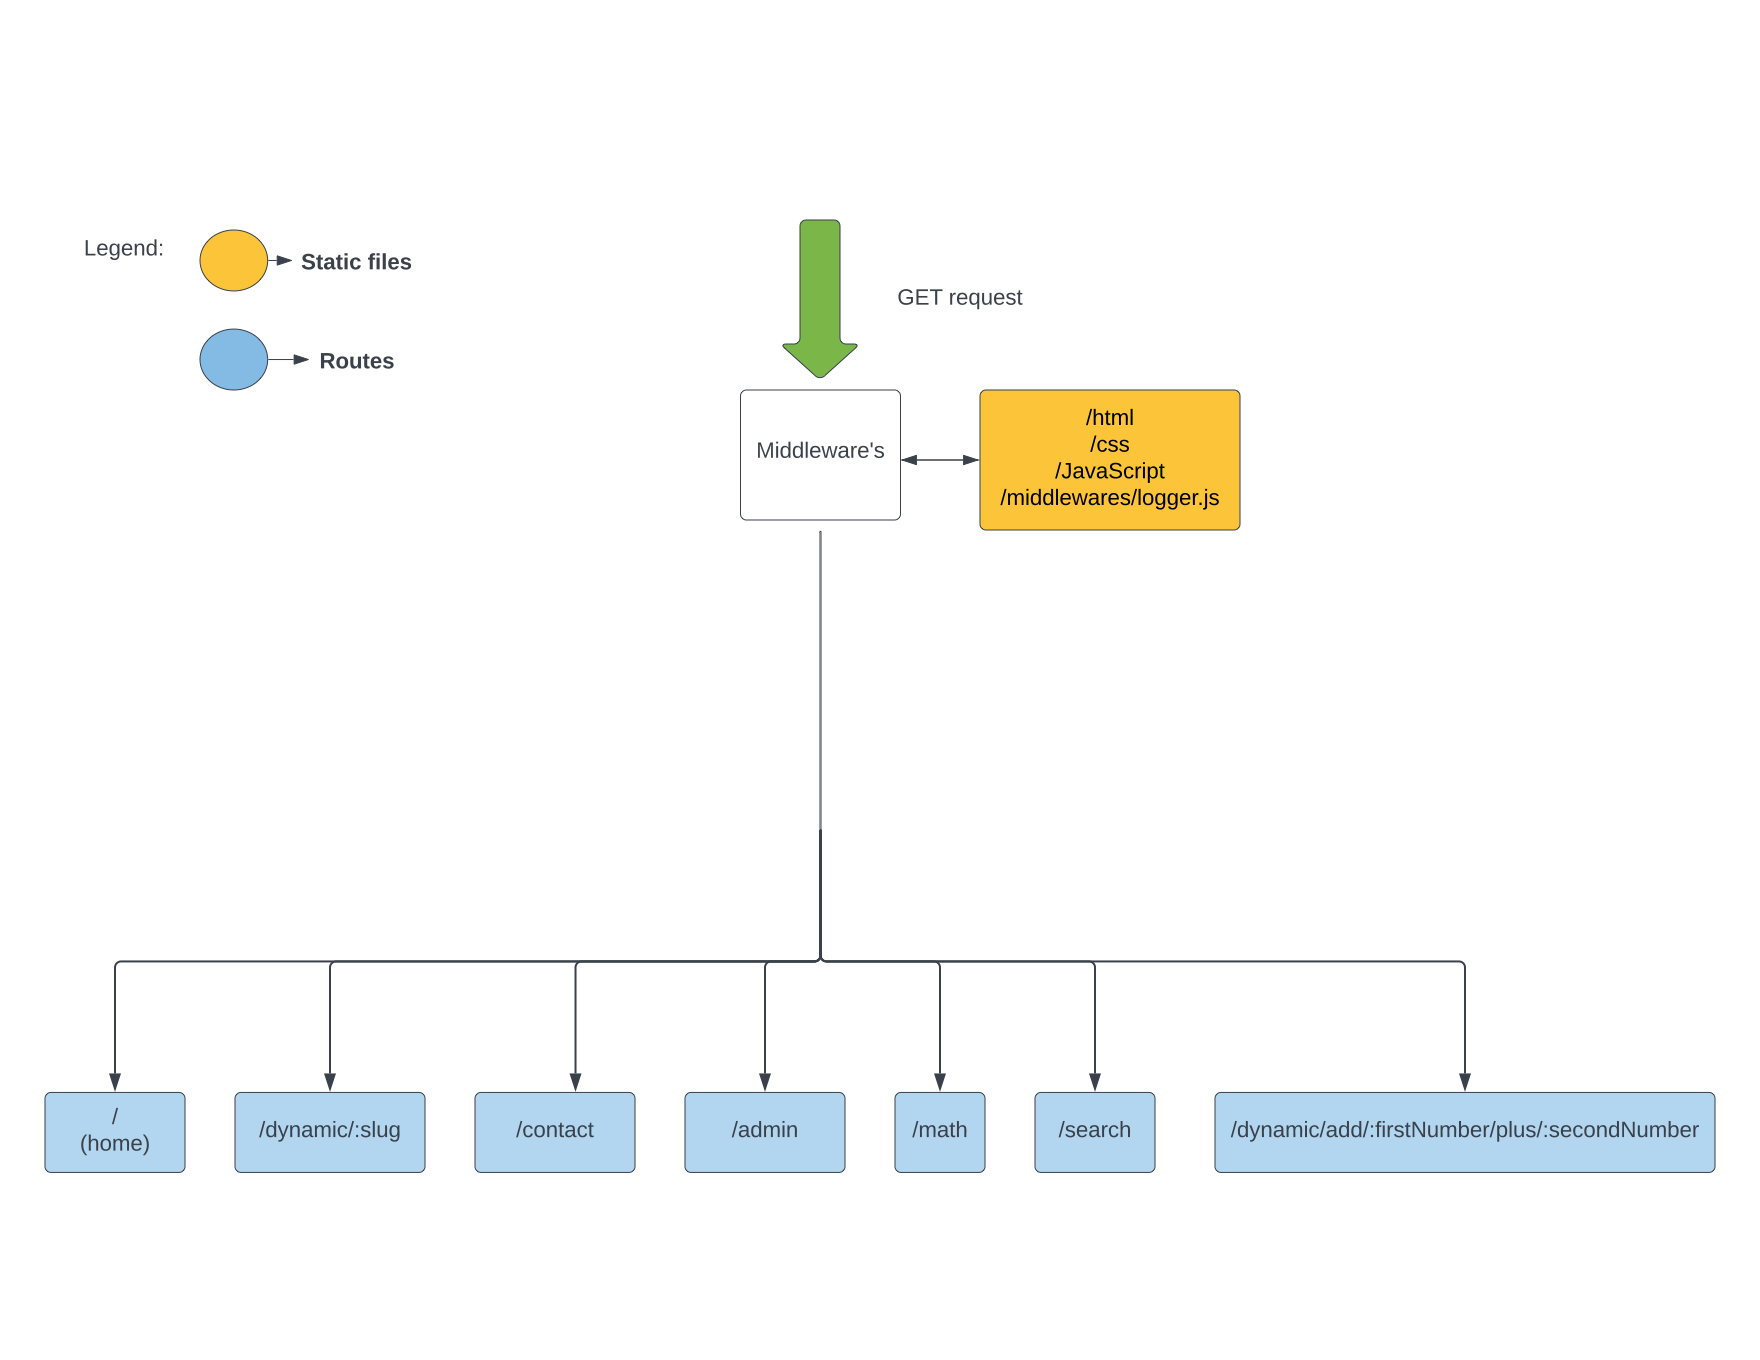 Legend:
Static files
Routes
GET request
Middleware's
/html
/css
/JavaScript
/middlewares/logger.js
/
(home)
/dynamic/:slug
/contact
/admin
/math
/search
/dynamic/add/:firstNumber/plus/:secondNumber